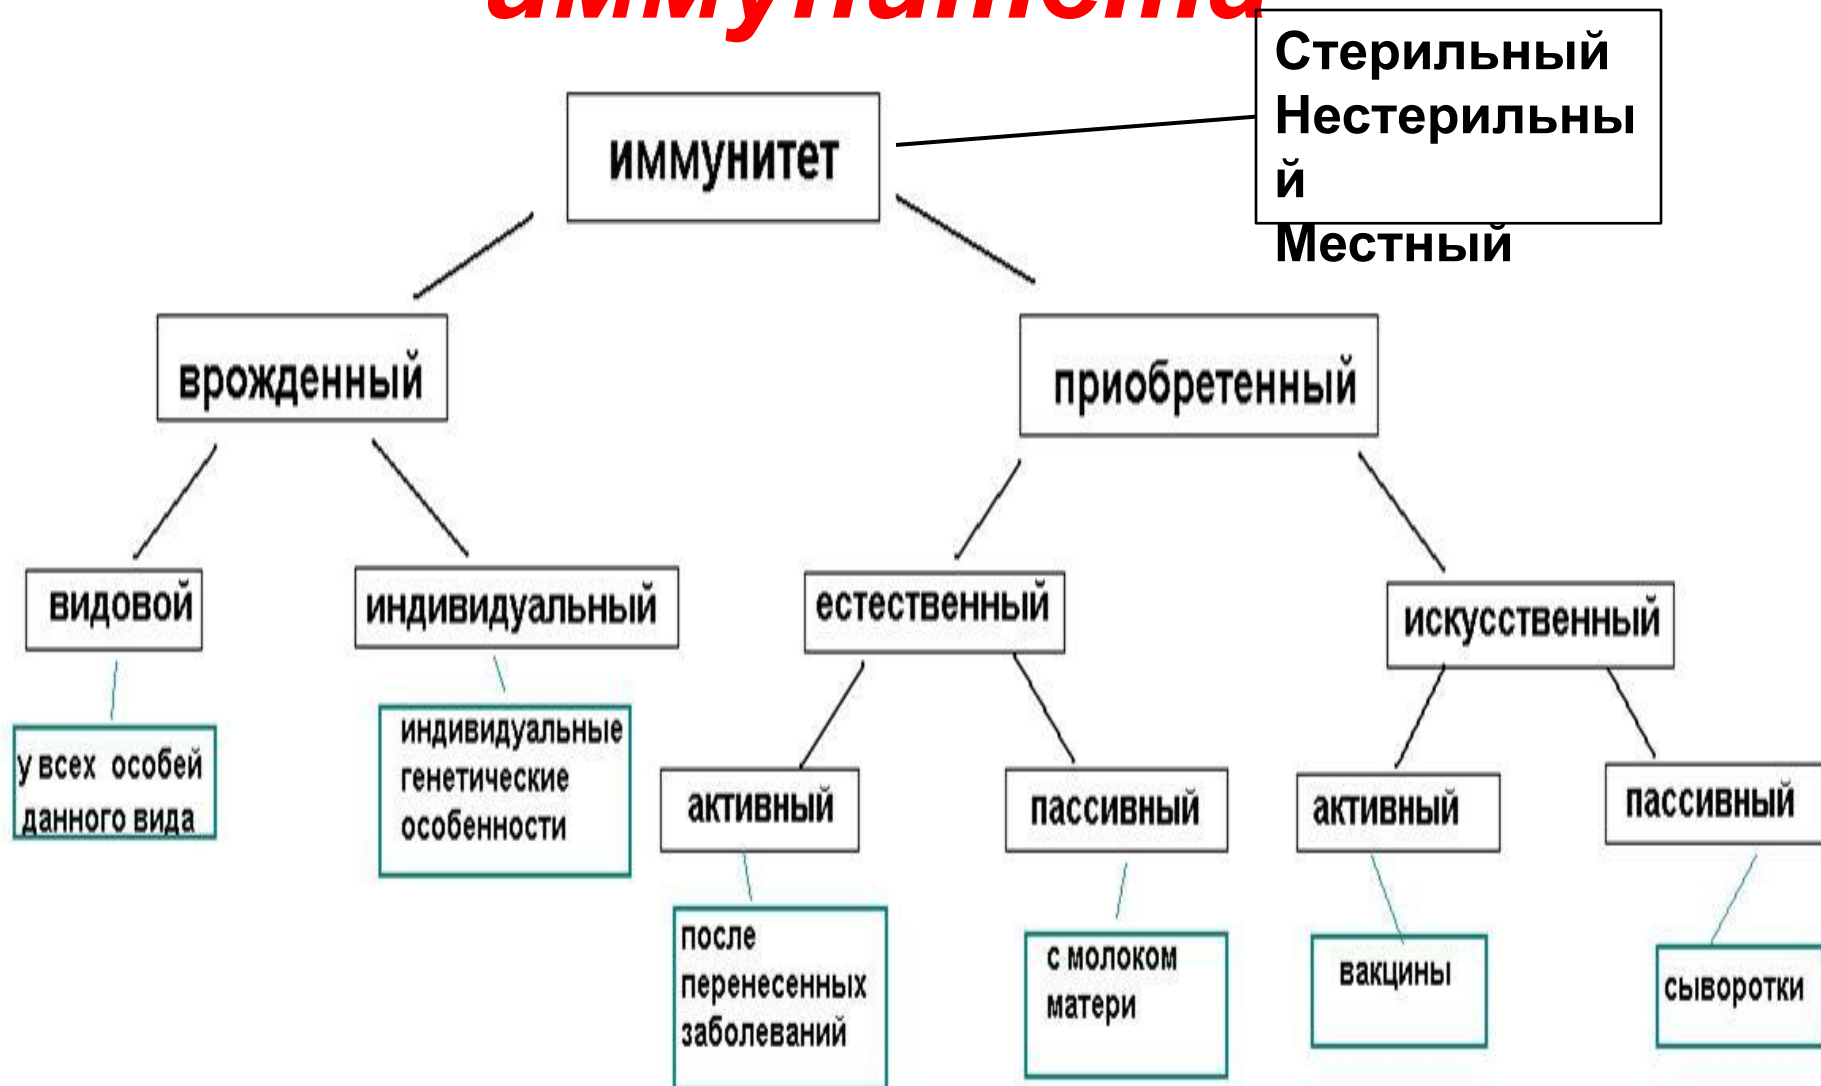 иммунитета
Стерильный
Нестерильны
й
Местный
иммунитет
врожденный
приобретенный
видовой
индивидуальный
естественный
искусственный
у всех особей
данного вида
индивидуальные
генетические
особенности
активный
пассивный
активный
пассивный
после
перенесенных
заболеваний
с молоком
матери
вакцины
сыворотки